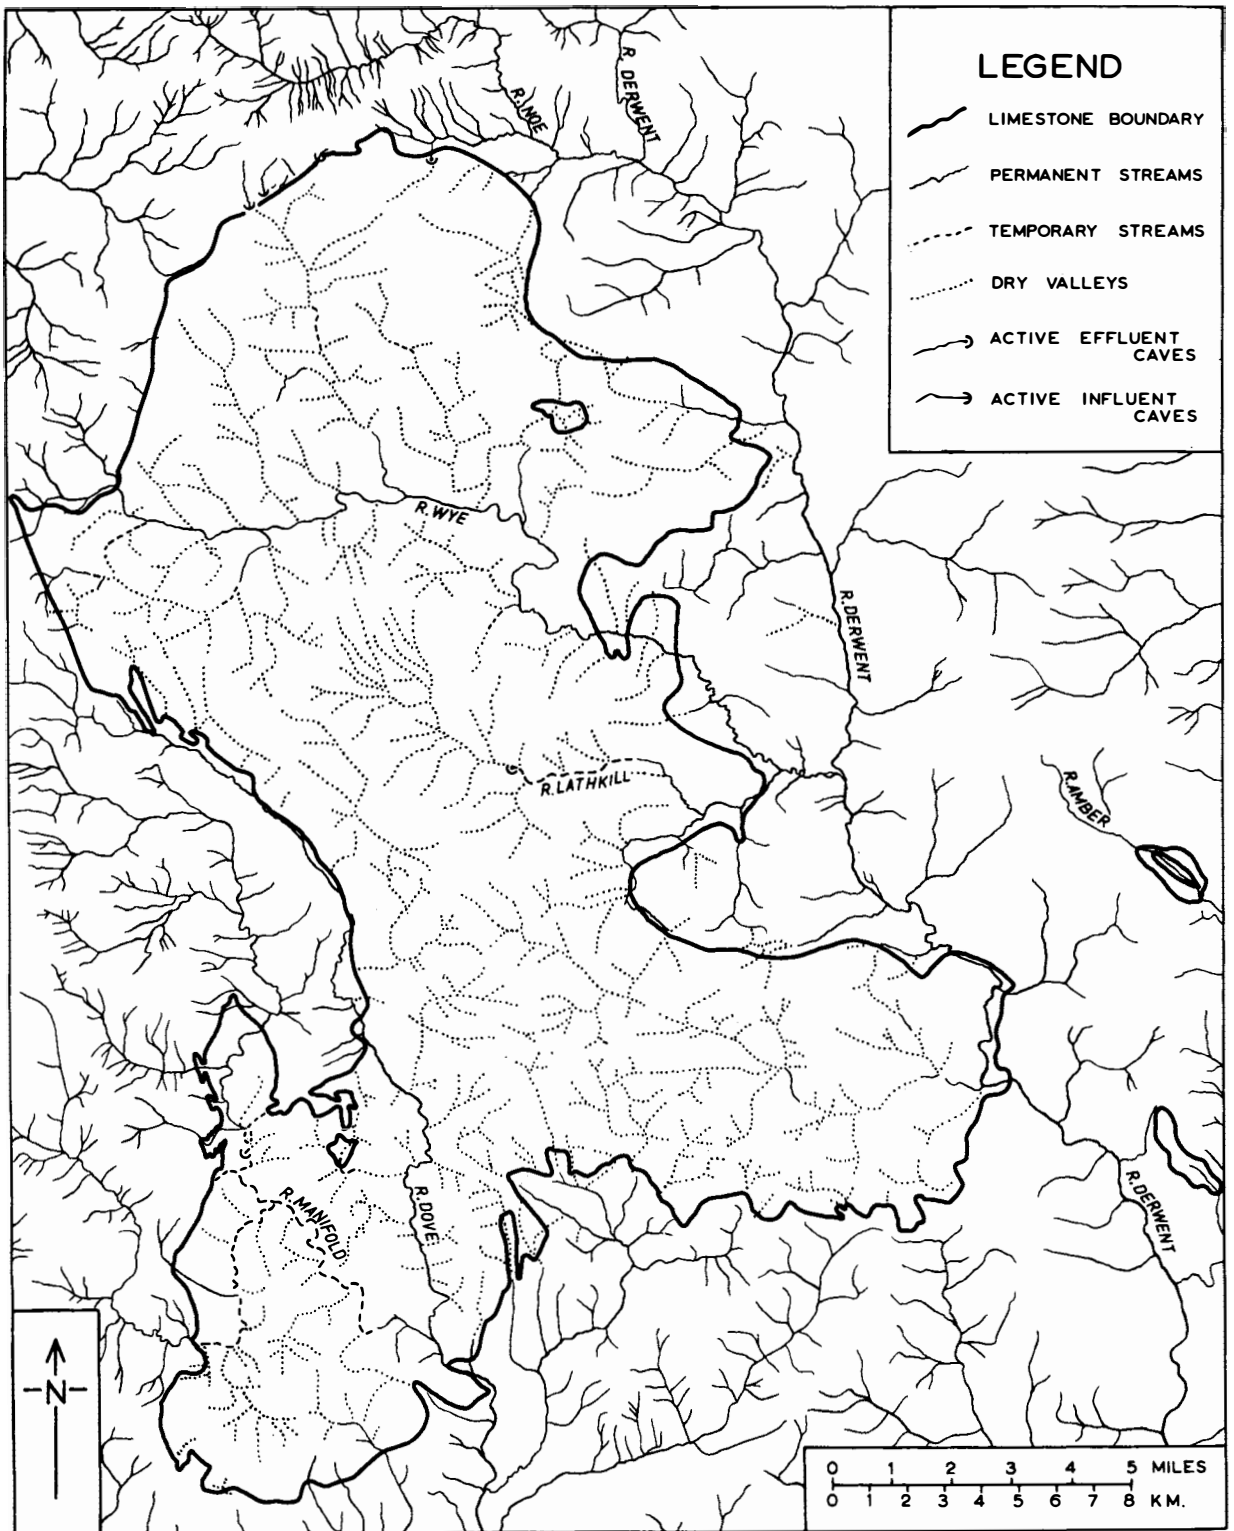 R. NOE
R. DERWENT
LEGEND
LIMESTONE BOUNDARY
PERMANENT STREAMS
TEMPORARY STREAMS
DRY VALLEYS
ACTIVE EFFLUENT
CAVES
ACTIVE INFLUENT
CAVES
R. WYE
R. DERWENT
R. LATHKILL
R. AMBER
R. MANIFOLD
R. DOVE
R. DERWENT
N
0 1 2 3 4 5 MILES
0 1 2 3 4 5 6 7 8 KM.